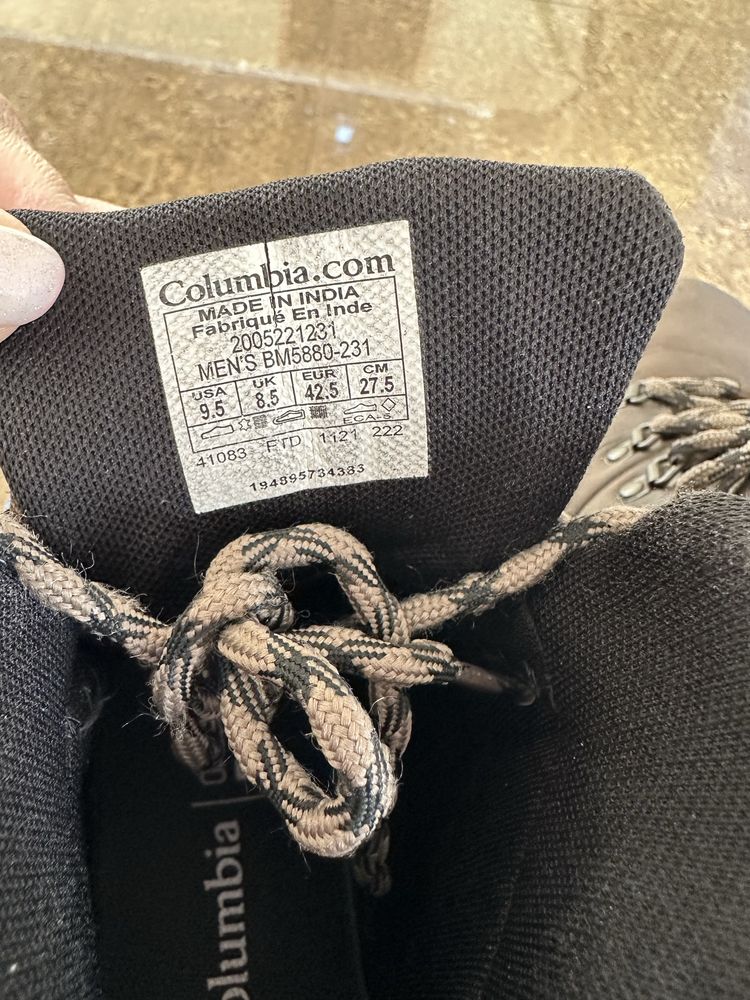 Columbia.com
MADE IN INDIA
Fabriqué En Inde
2005221231
MEN'S BM5880-231
USA UK EUR CM
9.5 8.5 42.5 27.5
ECALS
41083 FTD 1121 222
194895734383
Columbia